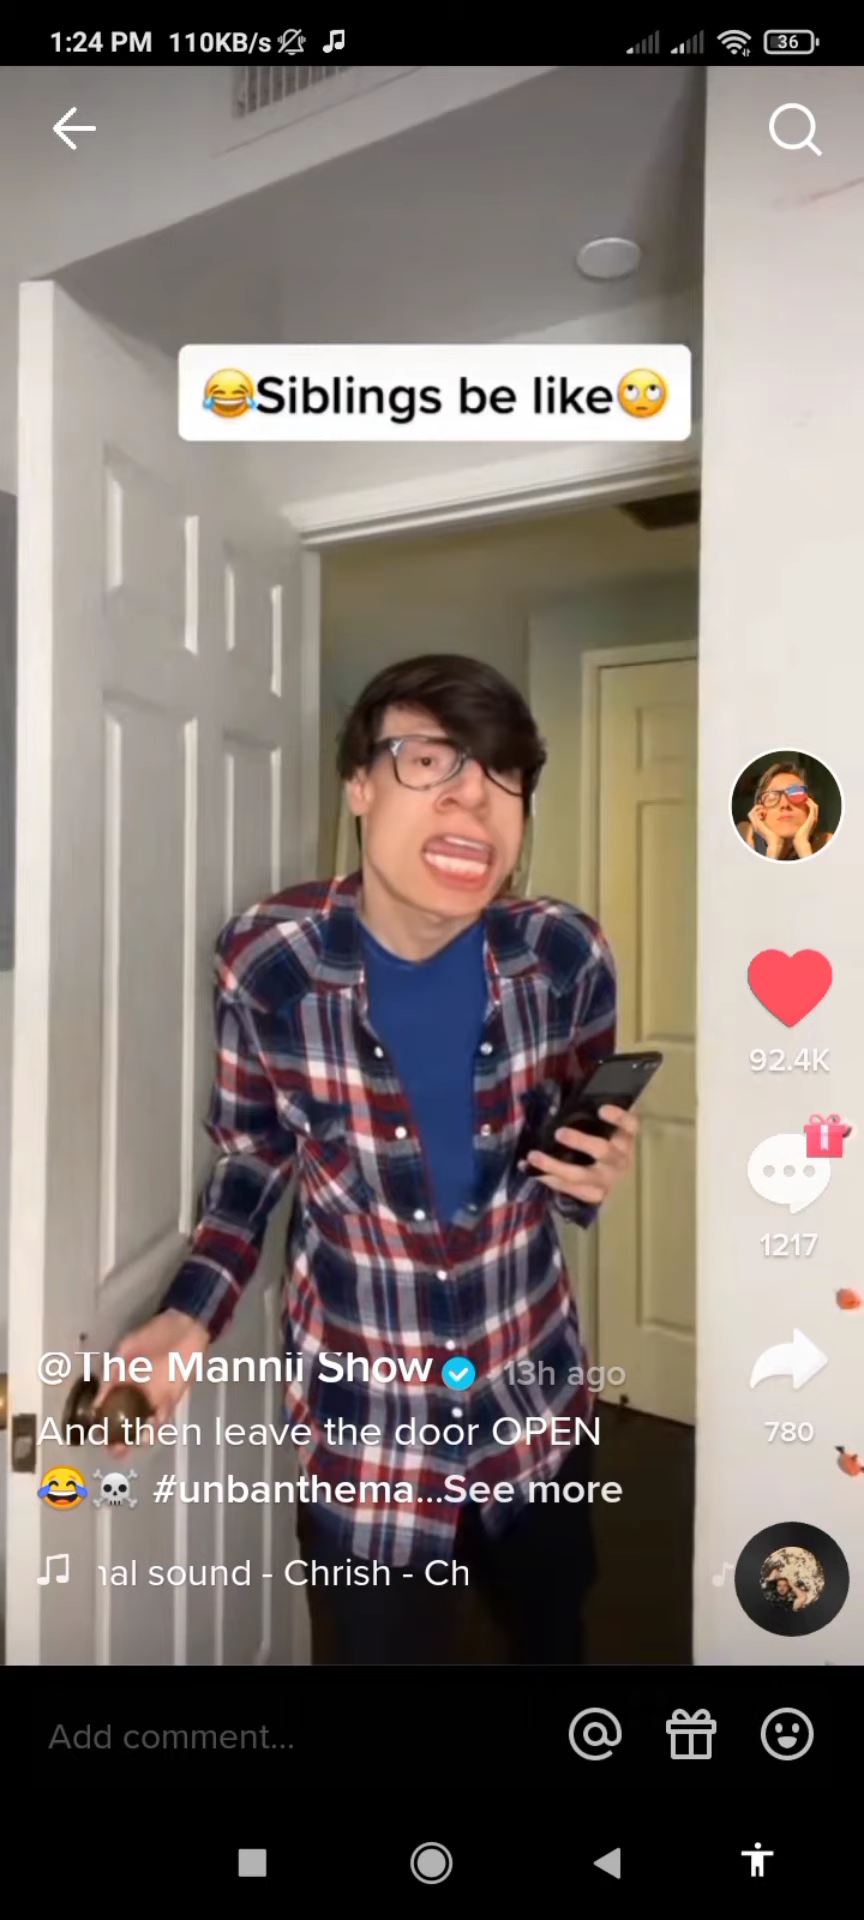 1:24 PM 110KB/s
36
😂Siblings be like🙄
92.4K
1217
@The Mannii Show · 13h ago
And then leave the door OPEN
😂☠️ #unbanthema...See more
780
nal sound - Chrish - Ch
Add comment...